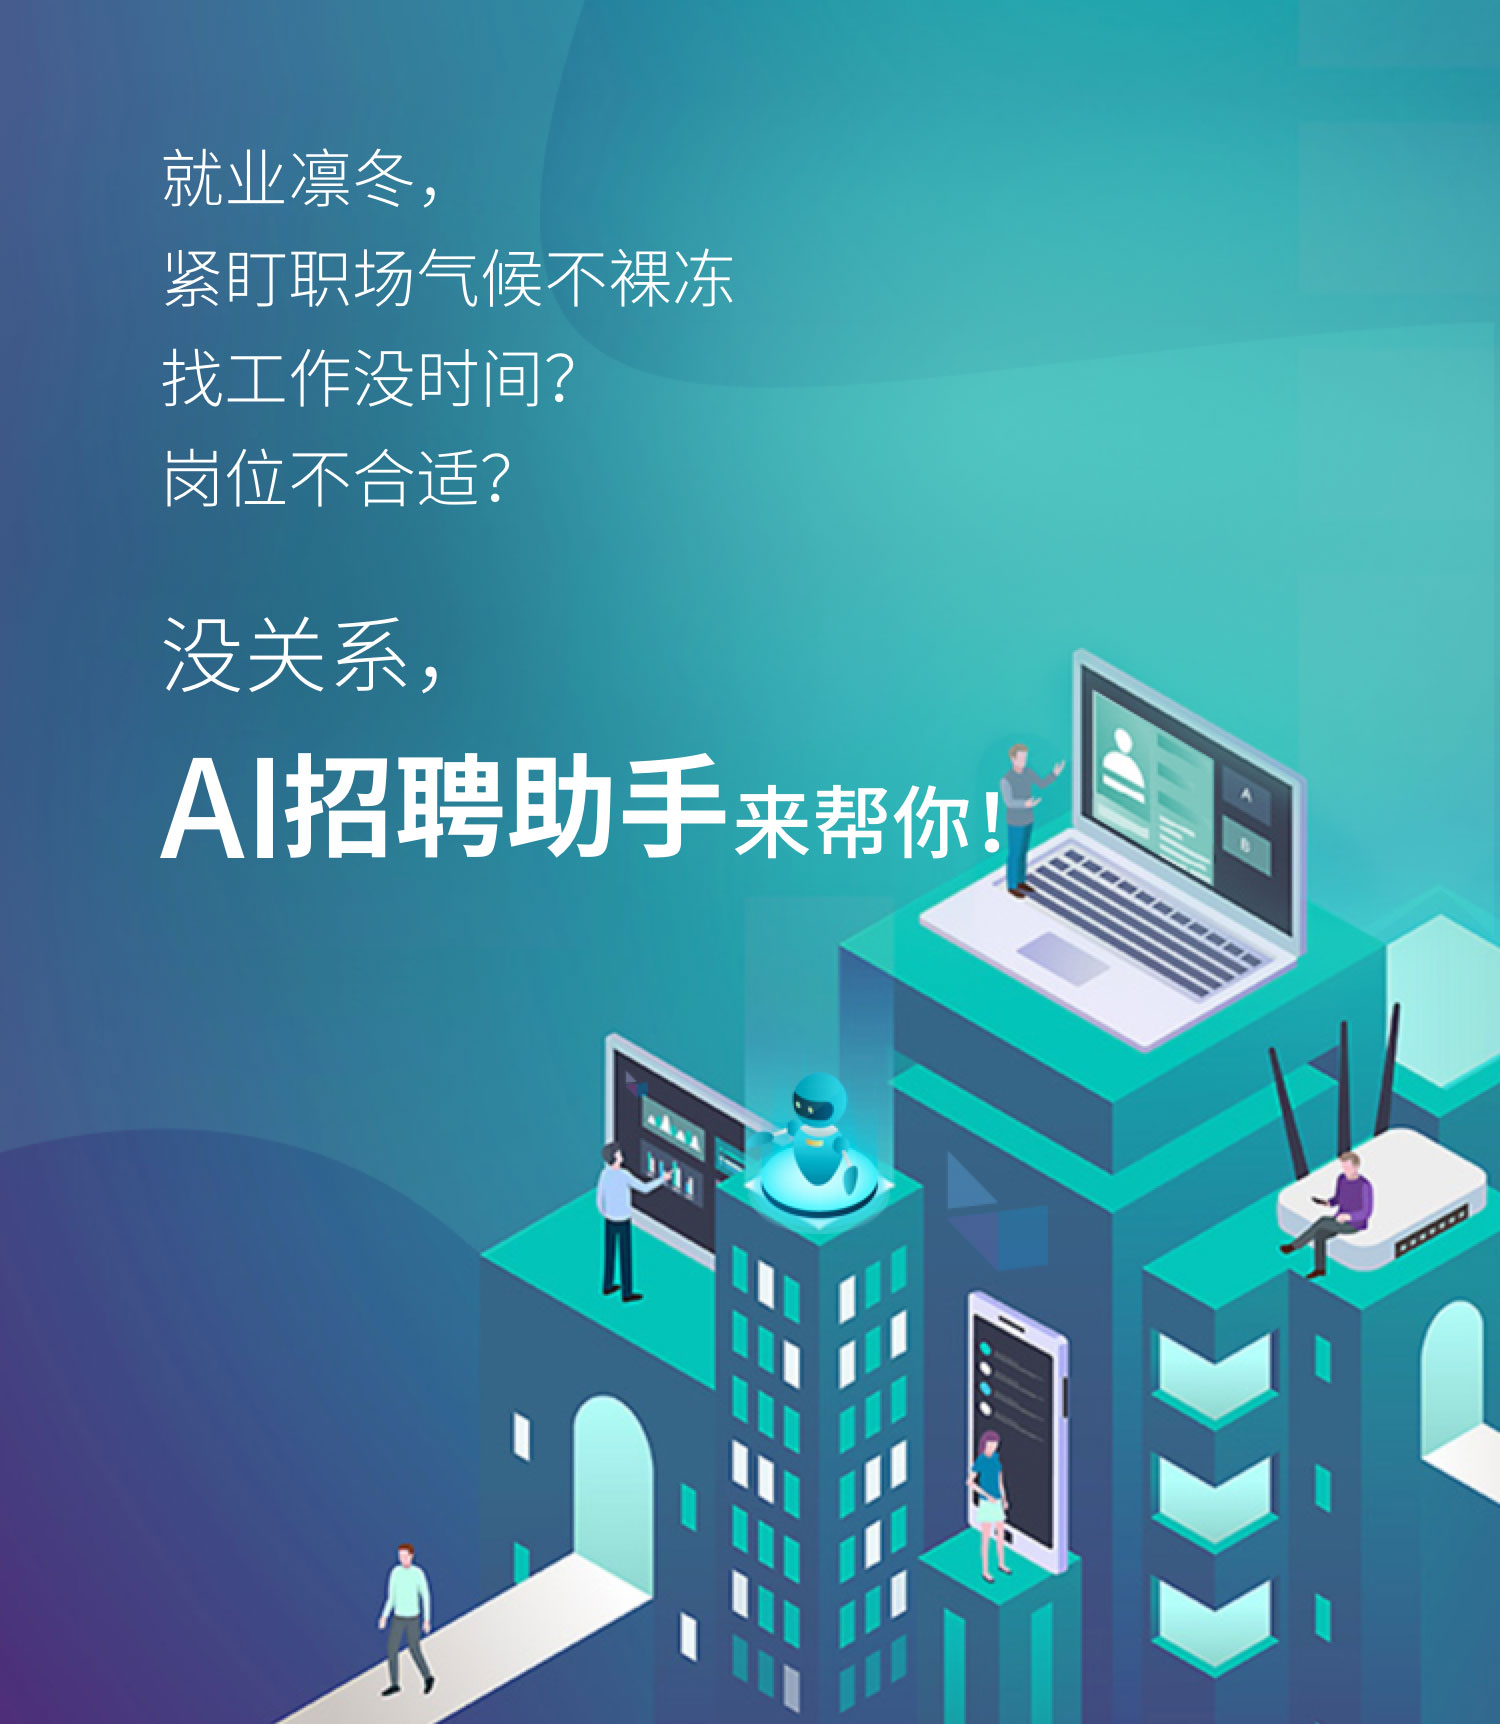 就业凛冬，
紧盯职场气候不裸冻
找工作没时间？
岗位不合适？
没关系，
AI招聘助手来帮你！
A
B